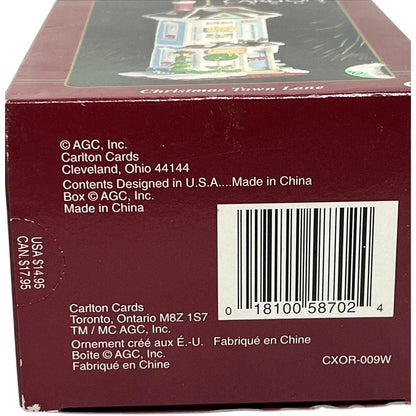 Christmas Town Lane
© AGC, Inc.
Carlton Cards
Cleveland, Ohio 44144
Contents Designed in U.S.A....Made in China
Box © AGC, Inc.
Made in China
USA $14.95
CAN. $17.95
0 18100 58702 4
Carlton Cards
Toronto, Ontario M8Z 1S7
TM / MC AGC, Inc.
Ornement créé aux É.-U. Fabriqué en Chine
Boîte © AGC, Inc.
Fabriqué en Chine
CXOR-009W